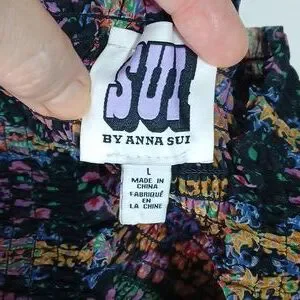 SUI
BY ANNA SUI
L
MADE IN
CHINA
FABRIQUÉ
EN
LA CHINE